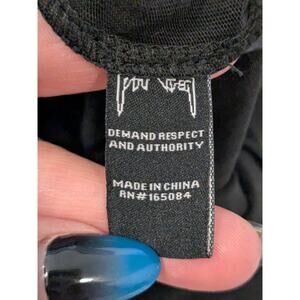 DEMAND RESPECT
AND AUTHORITY
MADE IN CHINA
RN#165084